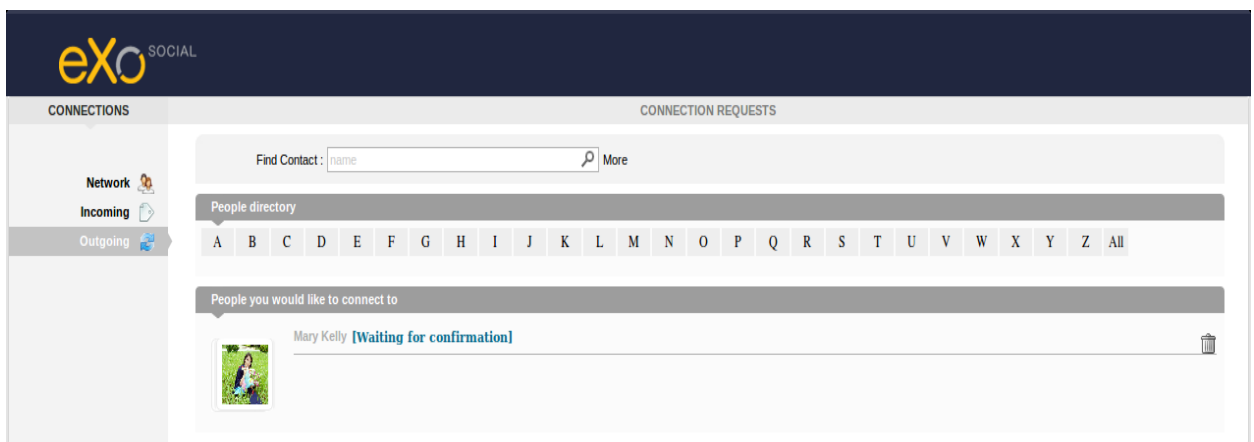 eXo SOCIAL
CONNECTIONS
CONNECTION REQUESTS
Find Contact : name More
Network
Incoming
Outgoing
People directory
A B C D E F G H I J K L M N O P Q R S T U V W X Y Z All
People you would like to connect to
Mary Kelly [Waiting for confirmation]